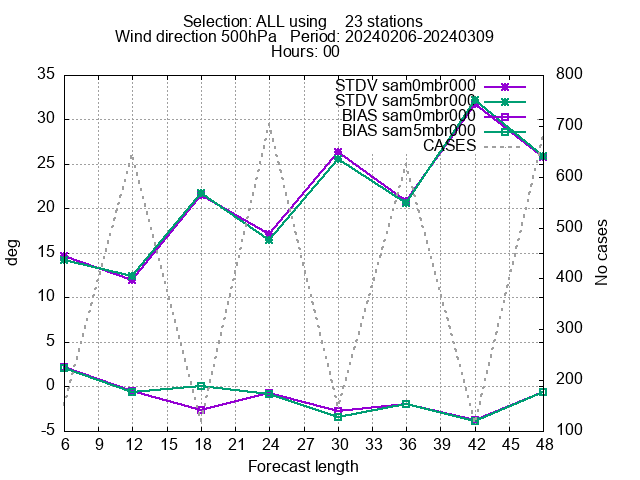 Selection: ALL using    23 stations
Wind direction 500hPa   Period: 20240206-20240309
Hours: 00
35
30
25
20
15
10
5
0
-5
deg
800
700
600
500
400
300
200
100
No cases
STDV sam0mbr000
STDV sam5mbr000
BIAS sam0mbr000
BIAS sam5mbr000
CASES
6 9 12 15 18 21 24 27 30 33 36 39 42 45 48
Forecast length